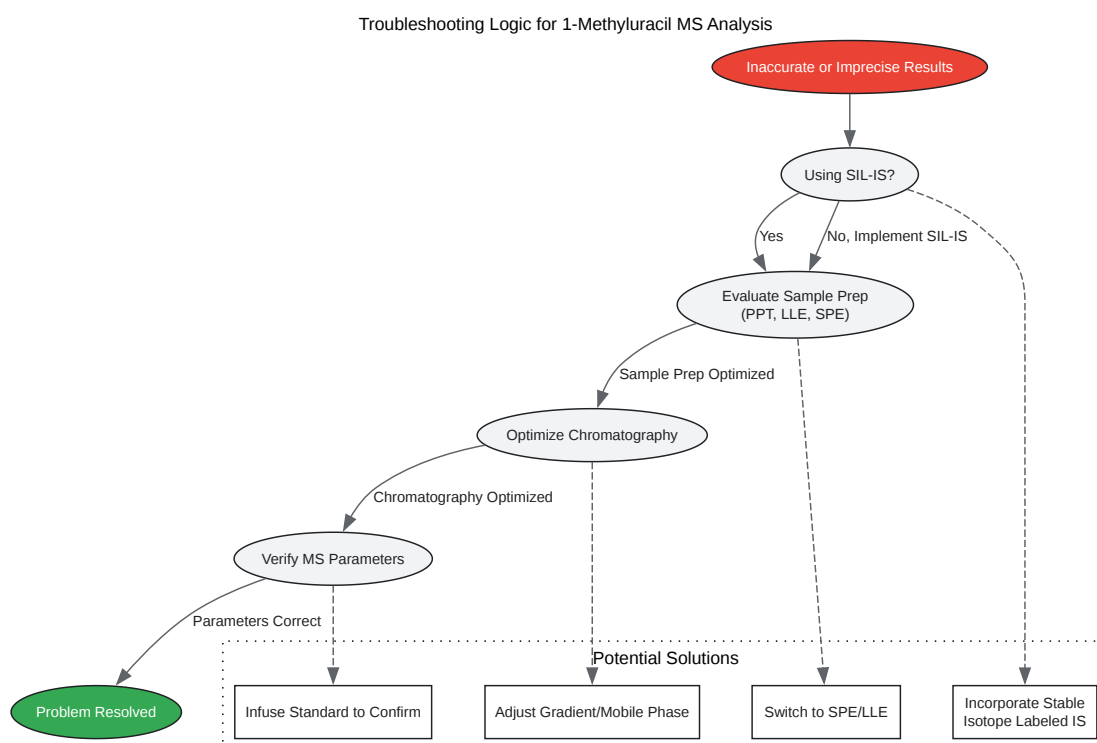 Troubleshooting Logic for 1-Methyluracil MS Analysis
Inaccurate or Imprecise Results
Using SIL-IS?
Yes
No, Implement SIL-IS
Evaluate Sample Prep
(PPT, LLE, SPE)
Sample Prep Optimized
Optimize Chromatography
Chromatography Optimized
Verify MS Parameters
Parameters Correct
Potential Solutions
Problem Resolved
Infuse Standard to Confirm
Adjust Gradient/Mobile Phase
Switch to SPE/LLE
Incorporate Stable
Isotope Labeled IS